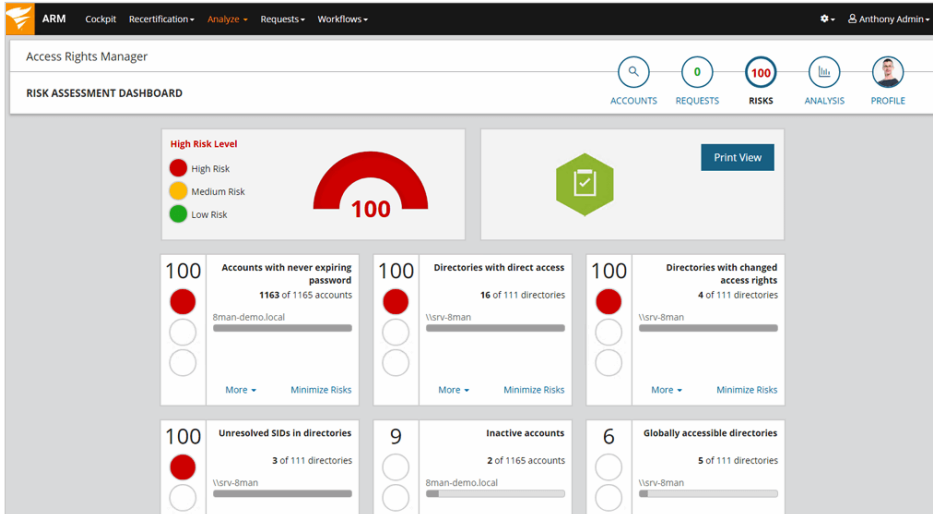 ARM Cockpit Recertification Analyze Requests Workflows Anthony Admin
Access Rights Manager
RISK ASSESSMENT DASHBOARD
0
100
ACCOUNTS REQUESTS RISKS ANALYSIS PROFILE
High Risk Level
High Risk
Medium Risk
Low Risk
100
Print View
100
Accounts with never expiring
password
1163 of 1165 accounts
8man-demo.local
More Minimize Risks
100
Directories with direct access
16 of 111 directories
\\srv-8man
More Minimize Risks
100
Directories with changed
access rights
4 of 111 directories
\\srv-8man
More Minimize Risks
100
Unresolved SIDs in directories
3 of 111 directories
\\srv-8man
9
Inactive accounts
2 of 1165 accounts
8man-demo.local
6
Globally accessible directories
5 of 111 directories
\\srv-8man